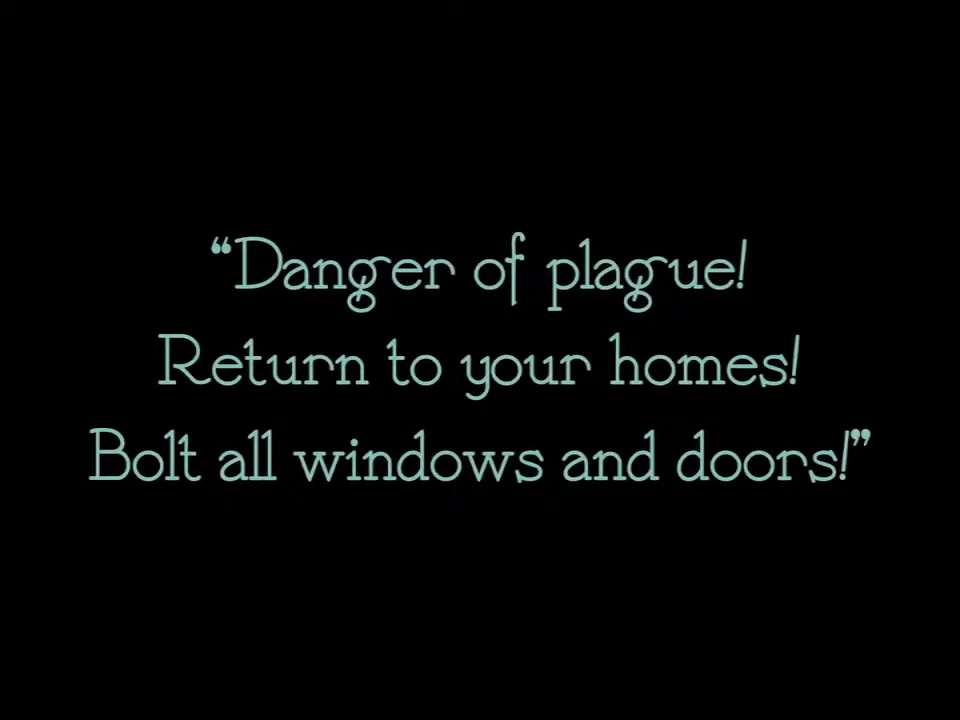 “Danger of plague!
Return to your homes!
Bolt all windows and doors!”